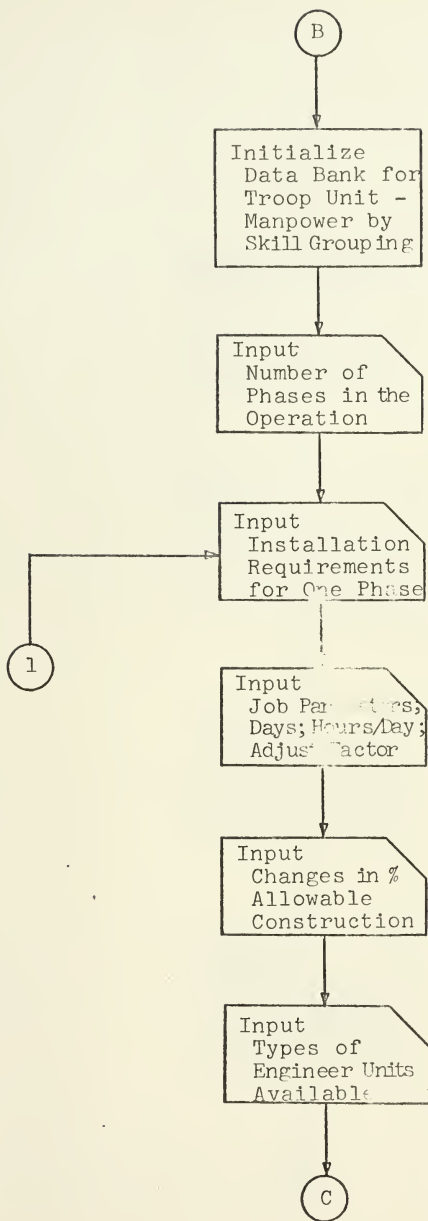 B
Initialize
Data Bank for
Troop Unit -
Manpower by
Skill Grouping
Input
Number of
Phases in the
Operation
Input
Installation
Requirements
for One Phase
1
Input
Job
Days; Hours/Day;
Input
Changes in %
Allowable
Construction
Input
Types of
Engineer Units
C